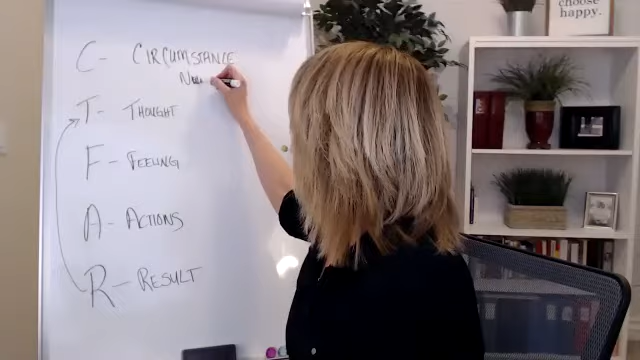 choose
happy.
C - CIRCUMSTANCE
T - THOUGHT
F - FEELING
A - ACTIONS
R - RESULT